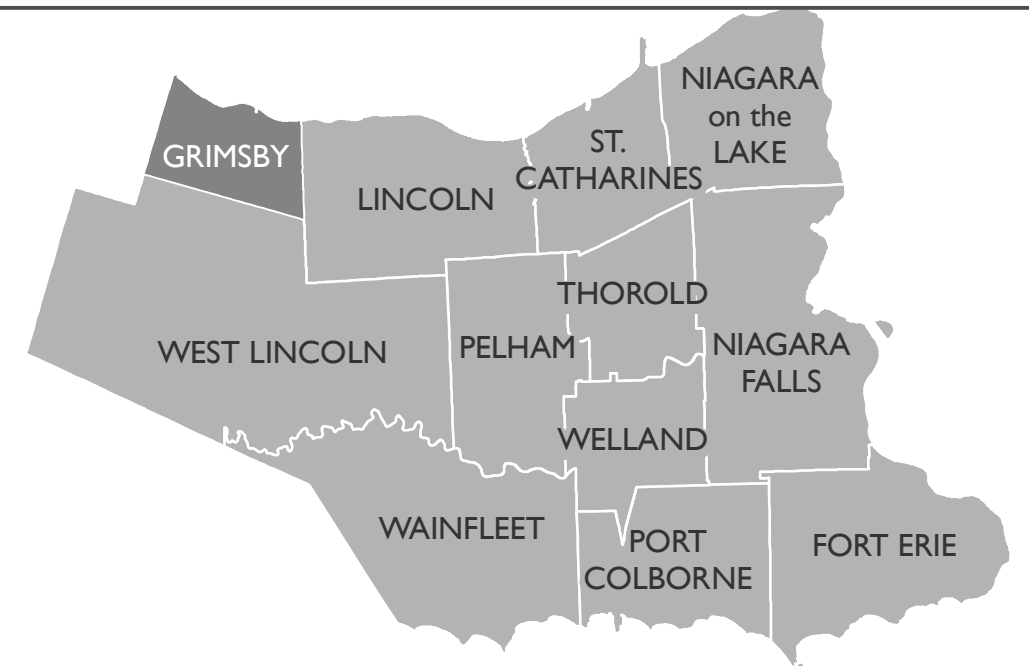 NIAGARA
on the
LAKE
GRIMSBY
ST.
CATHARINES
LINCOLN
THOROLD
WEST LINCOLN
PELHAM
NIAGARA
FALLS
WELLAND
WAINFLEET
PORT
COLBORNE
FORT ERIE